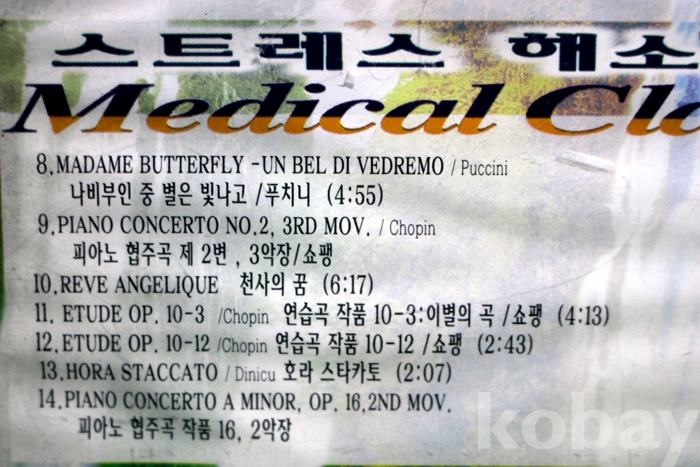 스트레스 해소
Medical Cla
8.MADAME BUTTERFLY -UN BEL DI VEDREMO / Puccini
나비부인 중 별은 빛나고 /푸치니 (4:55)
9.PIANO CONCERTO NO.2, 3RD MOV. / Chopin
피아노 협주곡 제 2변 , 3악장/쇼팽
10.REVE ANGELIQUE 천사의 꿈 (6:17)
11. ETUDE OP. 10-3 /Chopin 연습곡 작품 10-3:이별의 곡 /쇼팽 (4:13)
12.ETUDE OP. 10-12 /Chopin 연습곡 작품 10-12 /쇼팽 (2:43)
13.HORA STACCATO / Dinicu 호라 스타카토 (2:07)
14.PIANO CONCERTO A MINOR, OP. 16,2ND MOV.
피아노 협주곡 작품 16, 2악장
kobay